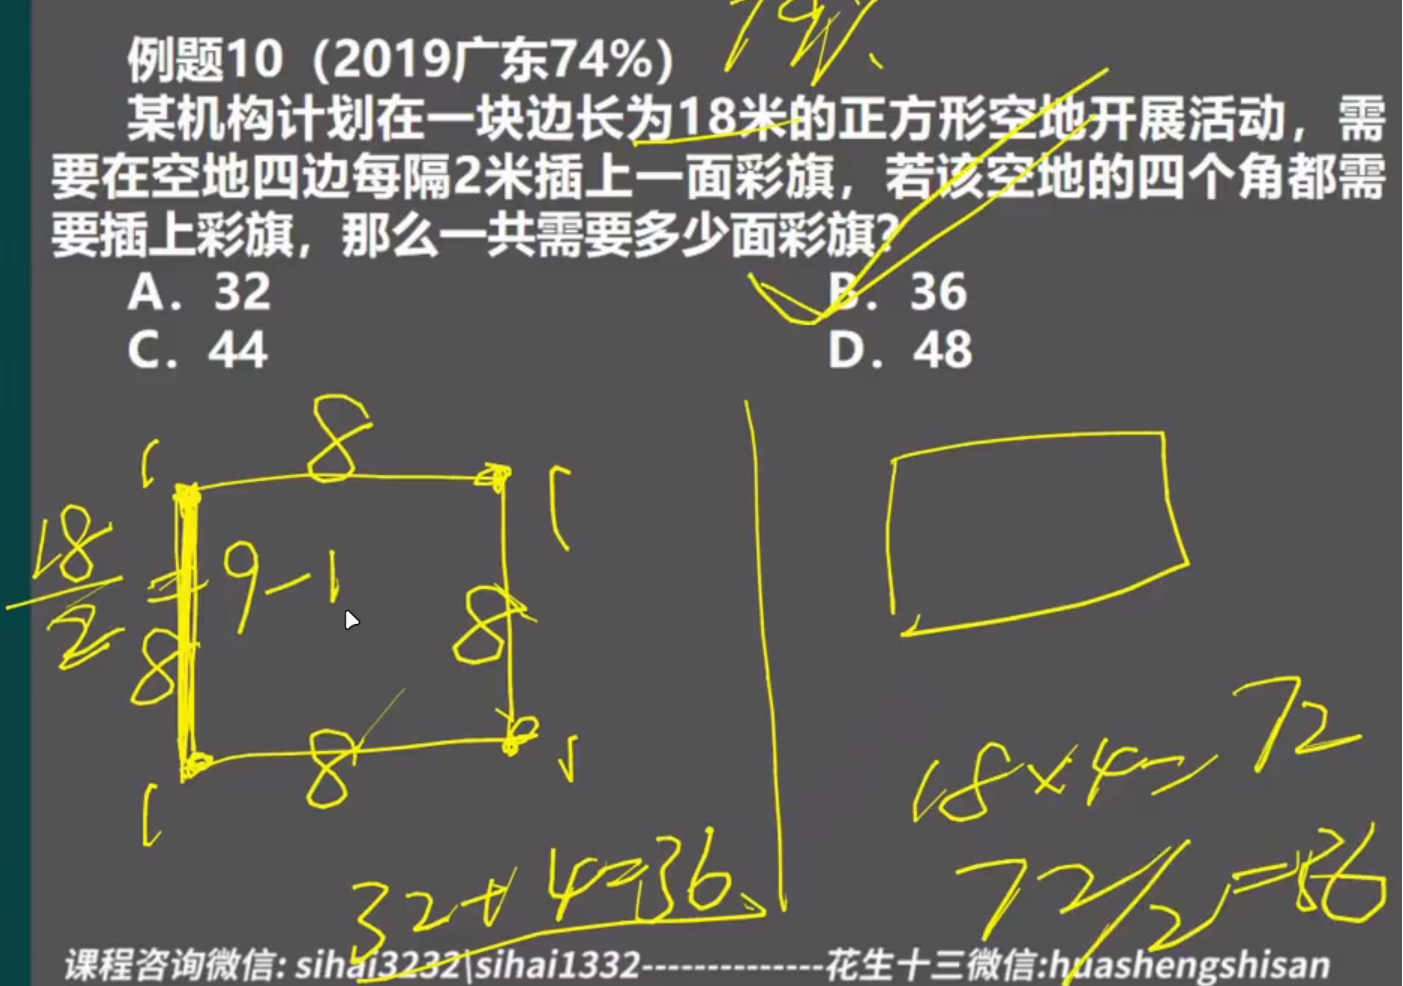 例题10（2019广东74%）
某机构计划在一块边长为18米的正方形空地开展活动，需
要在空地四边每隔2米插上一面彩旗，若该空地的四个角都需
要插上彩旗，那么一共需要多少面彩旗？
A．32
B．36
C．44
D．48
8
1
1
18/2=9-1
8
8
8
1
18×4=72
32+4=36
72/2=36
课程咨询微信: sihai3232\sihai1332--------------花生十三微信:huashengshisan